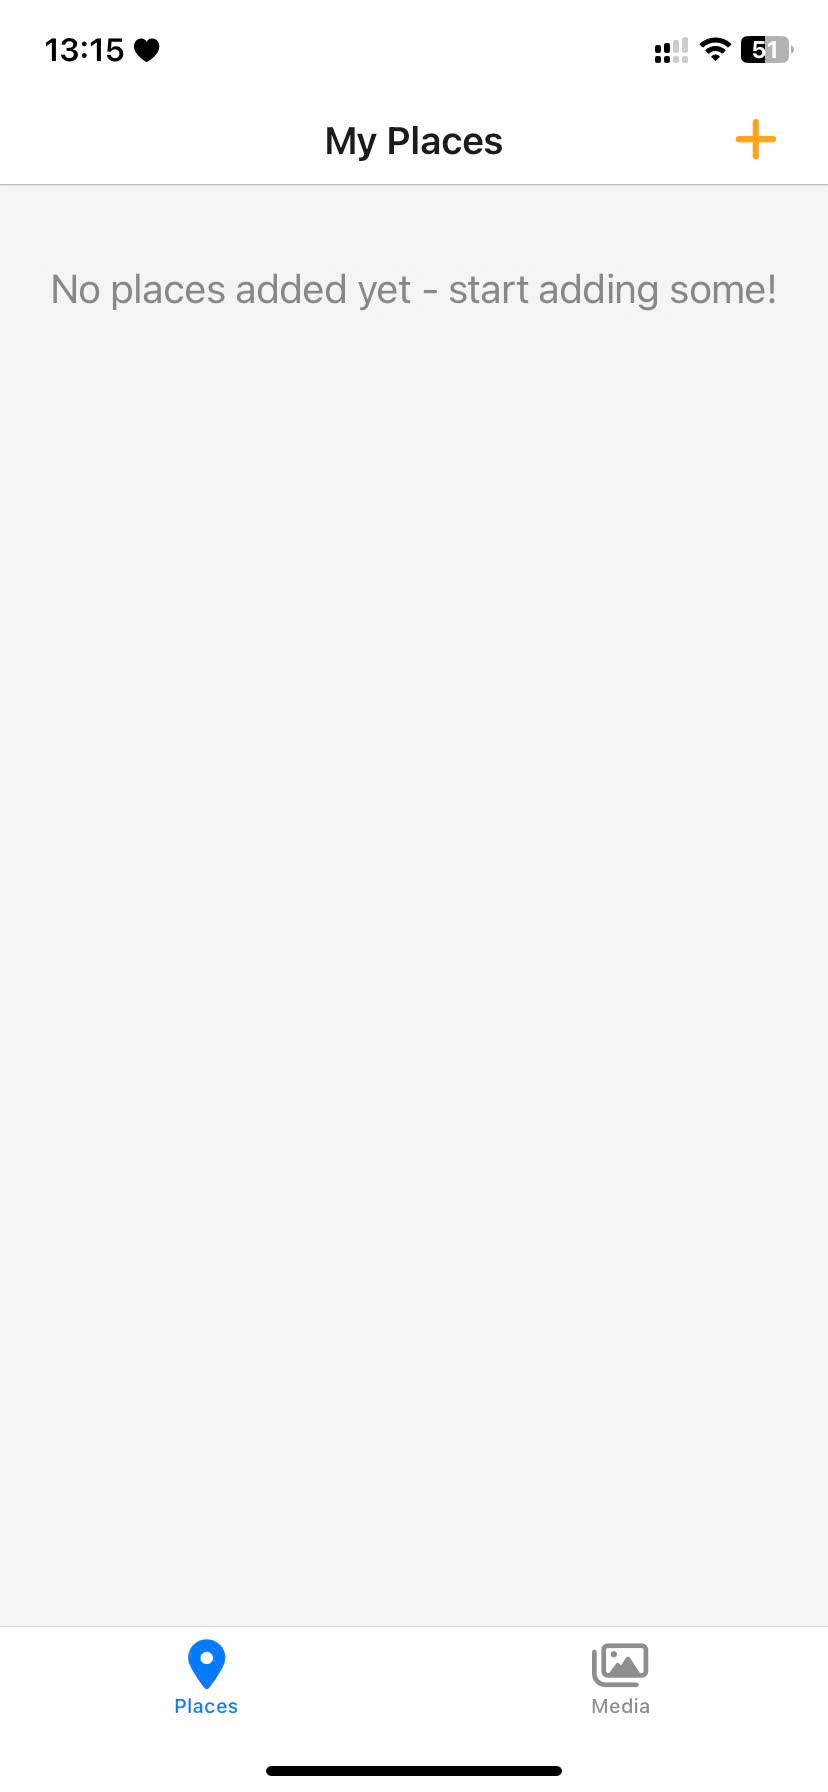 13:15
51
My Places
No places added yet - start adding some!
Places
Media